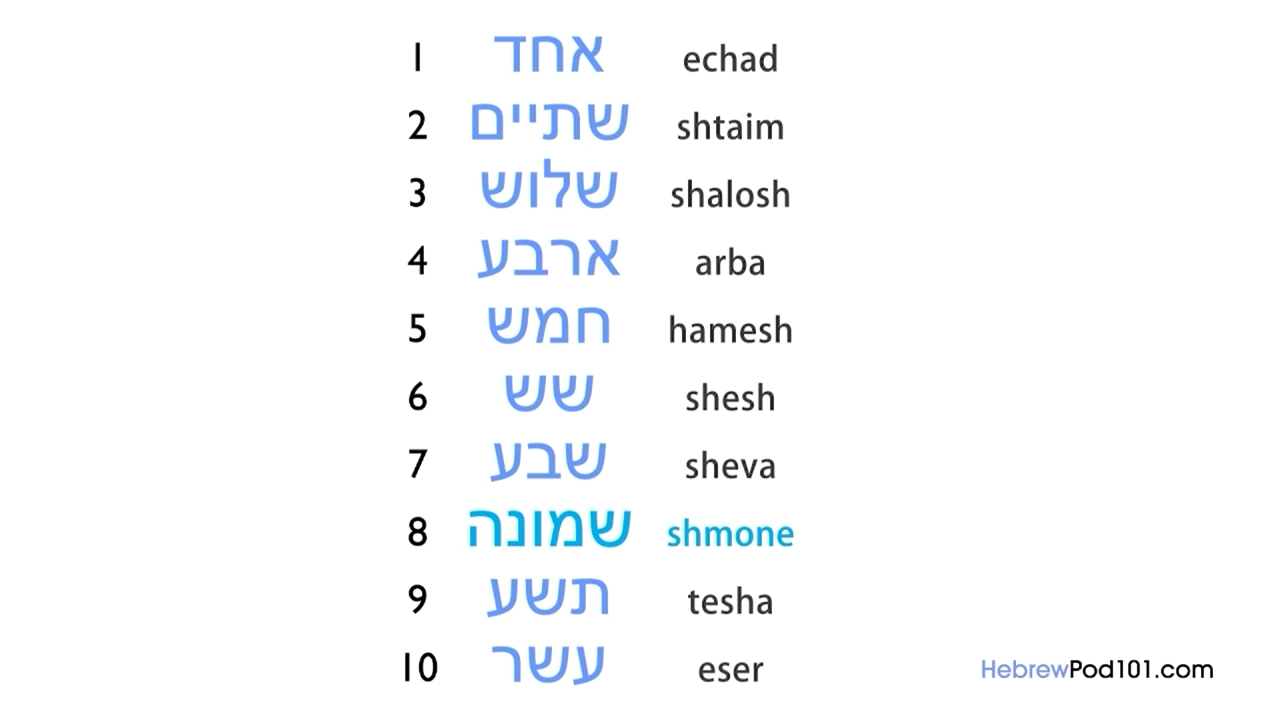 1 אחד echad
2 שתיים shtaim
3 שלוש shalosh
4 ארבע arba
5 חמש hamesh
6 שש shesh
7 שבע sheva
8 שמונה shmone
9 תשע tesha
10 עשר eser
HebrewPod101.com